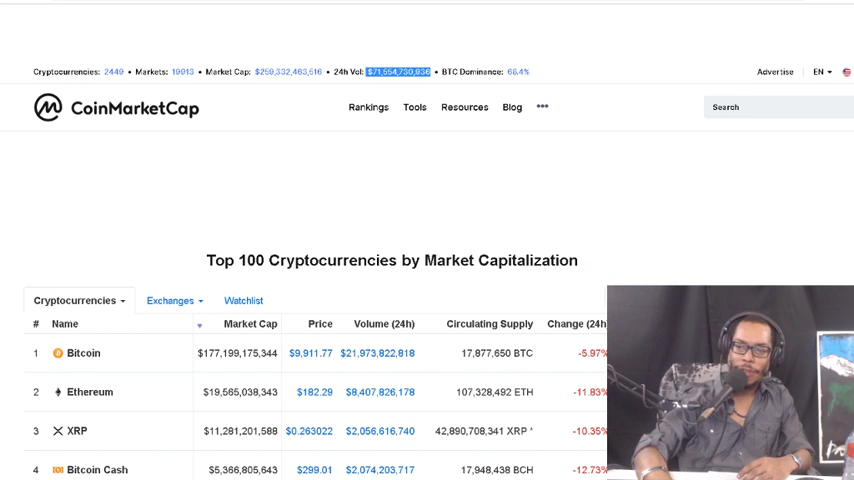 Cryptocurrencies: 2449 • Markets: 19913 • Market Cap: $259,332,463,516 • 24h Vol: $71,554,730,936 • BTC Dominance: 68.4% Advertise EN
CoinMarketCap Rankings Tools Resources Blog ••• Search
Top 100 Cryptocurrencies by Market Capitalization
Cryptocurrencies Exchanges Watchlist
# Name Market Cap Price Volume (24h) Circulating Supply Change (24h
1 Bitcoin $177,199,175,344 $9,911.77 $21,973,822,818 17,877,650 BTC -5.97%
2 Ethereum $19,565,038,343 $182.29 $8,407,826,178 107,328,492 ETH -11.83%
3 XRP $11,281,201,588 $0.263022 $2,056,616,740 42,890,708,341 XRP * -10.35%
4 Bitcoin Cash $5,366,805,643 $299.01 $2,074,203,717 17,948,438 BCH -12.73%